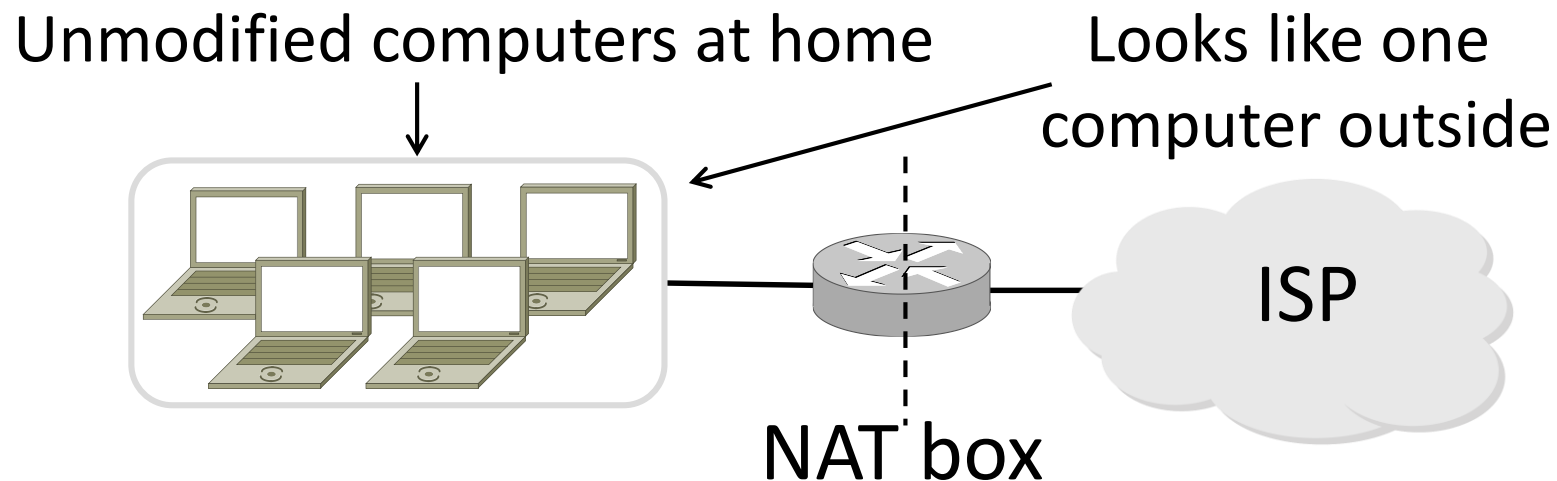 Unmodified computers at home
Looks like one
computer outside
ISP
NAT box